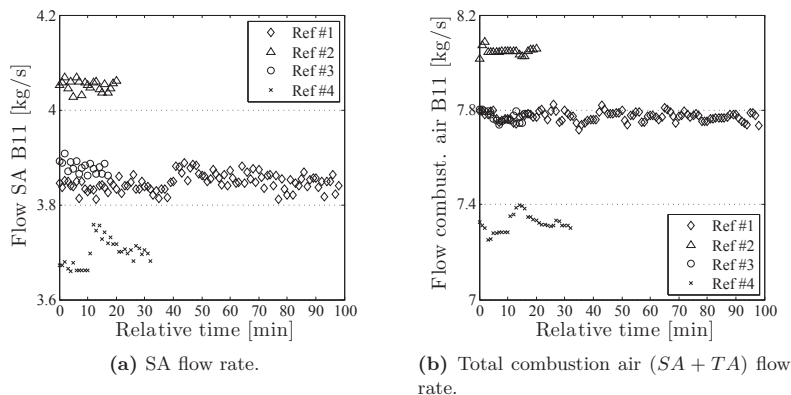 4.2
4
3.8
3.6
Flow SA B11 [kg/s]
Ref #1
Ref #2
Ref #3
Ref #4
0 10 20 30 40 50 60 70 80 90 100
Relative time [min]
(a) SA flow rate.
8.2
7.8
7.4
7
Flow combust. air B11 [kg/s]
Ref #1
Ref #2
Ref #3
Ref #4
0 10 20 30 40 50 60 70 80 90 100
Relative time [min]
(b) Total combustion air (SA + TA) flow
rate.